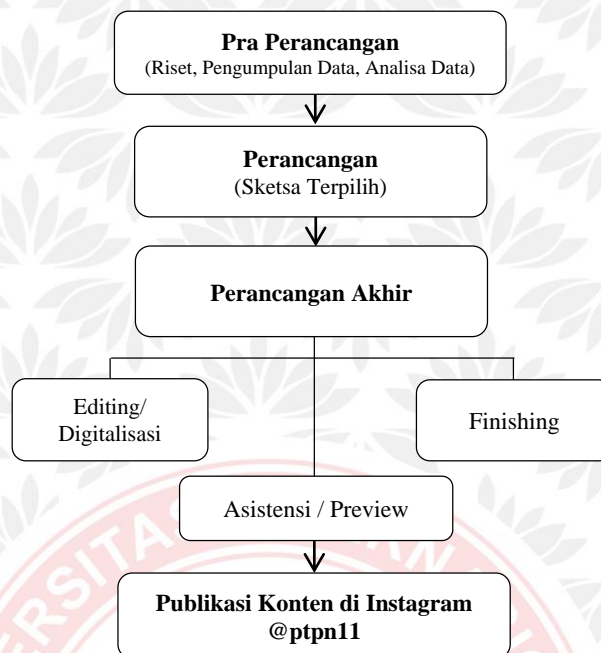 Pra Perancangan
(Riset, Pengumpulan Data, Analisa Data)
Perancangan
(Sketsa Terpilih)
Perancangan Akhir
Editing/
Digitalisasi
Finishing
Asistensi / Preview
Publikasi Konten di Instagram
@ptpn11